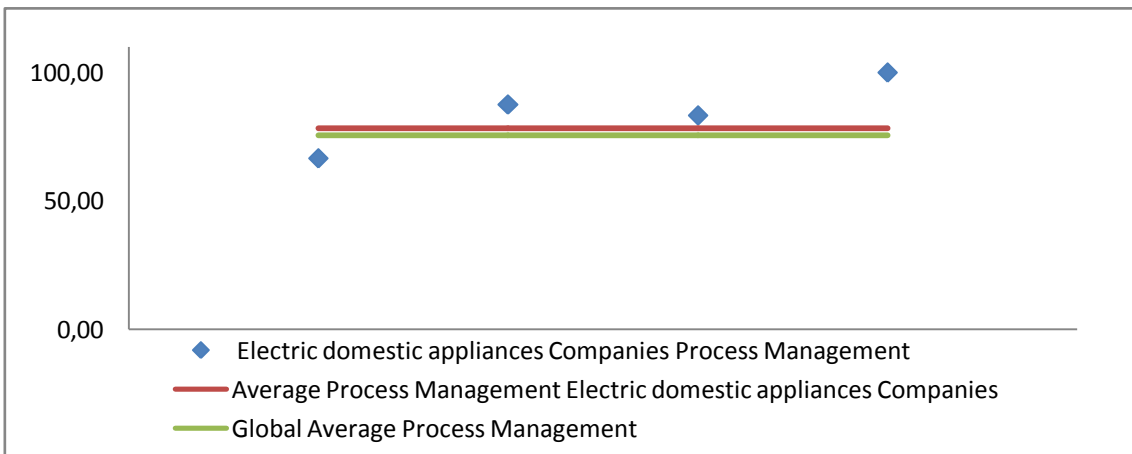 100,00
50,00
0,00
Electric domestic appliances Companies Process Management
Average Process Management Electric domestic appliances Companies
Global Average Process Management